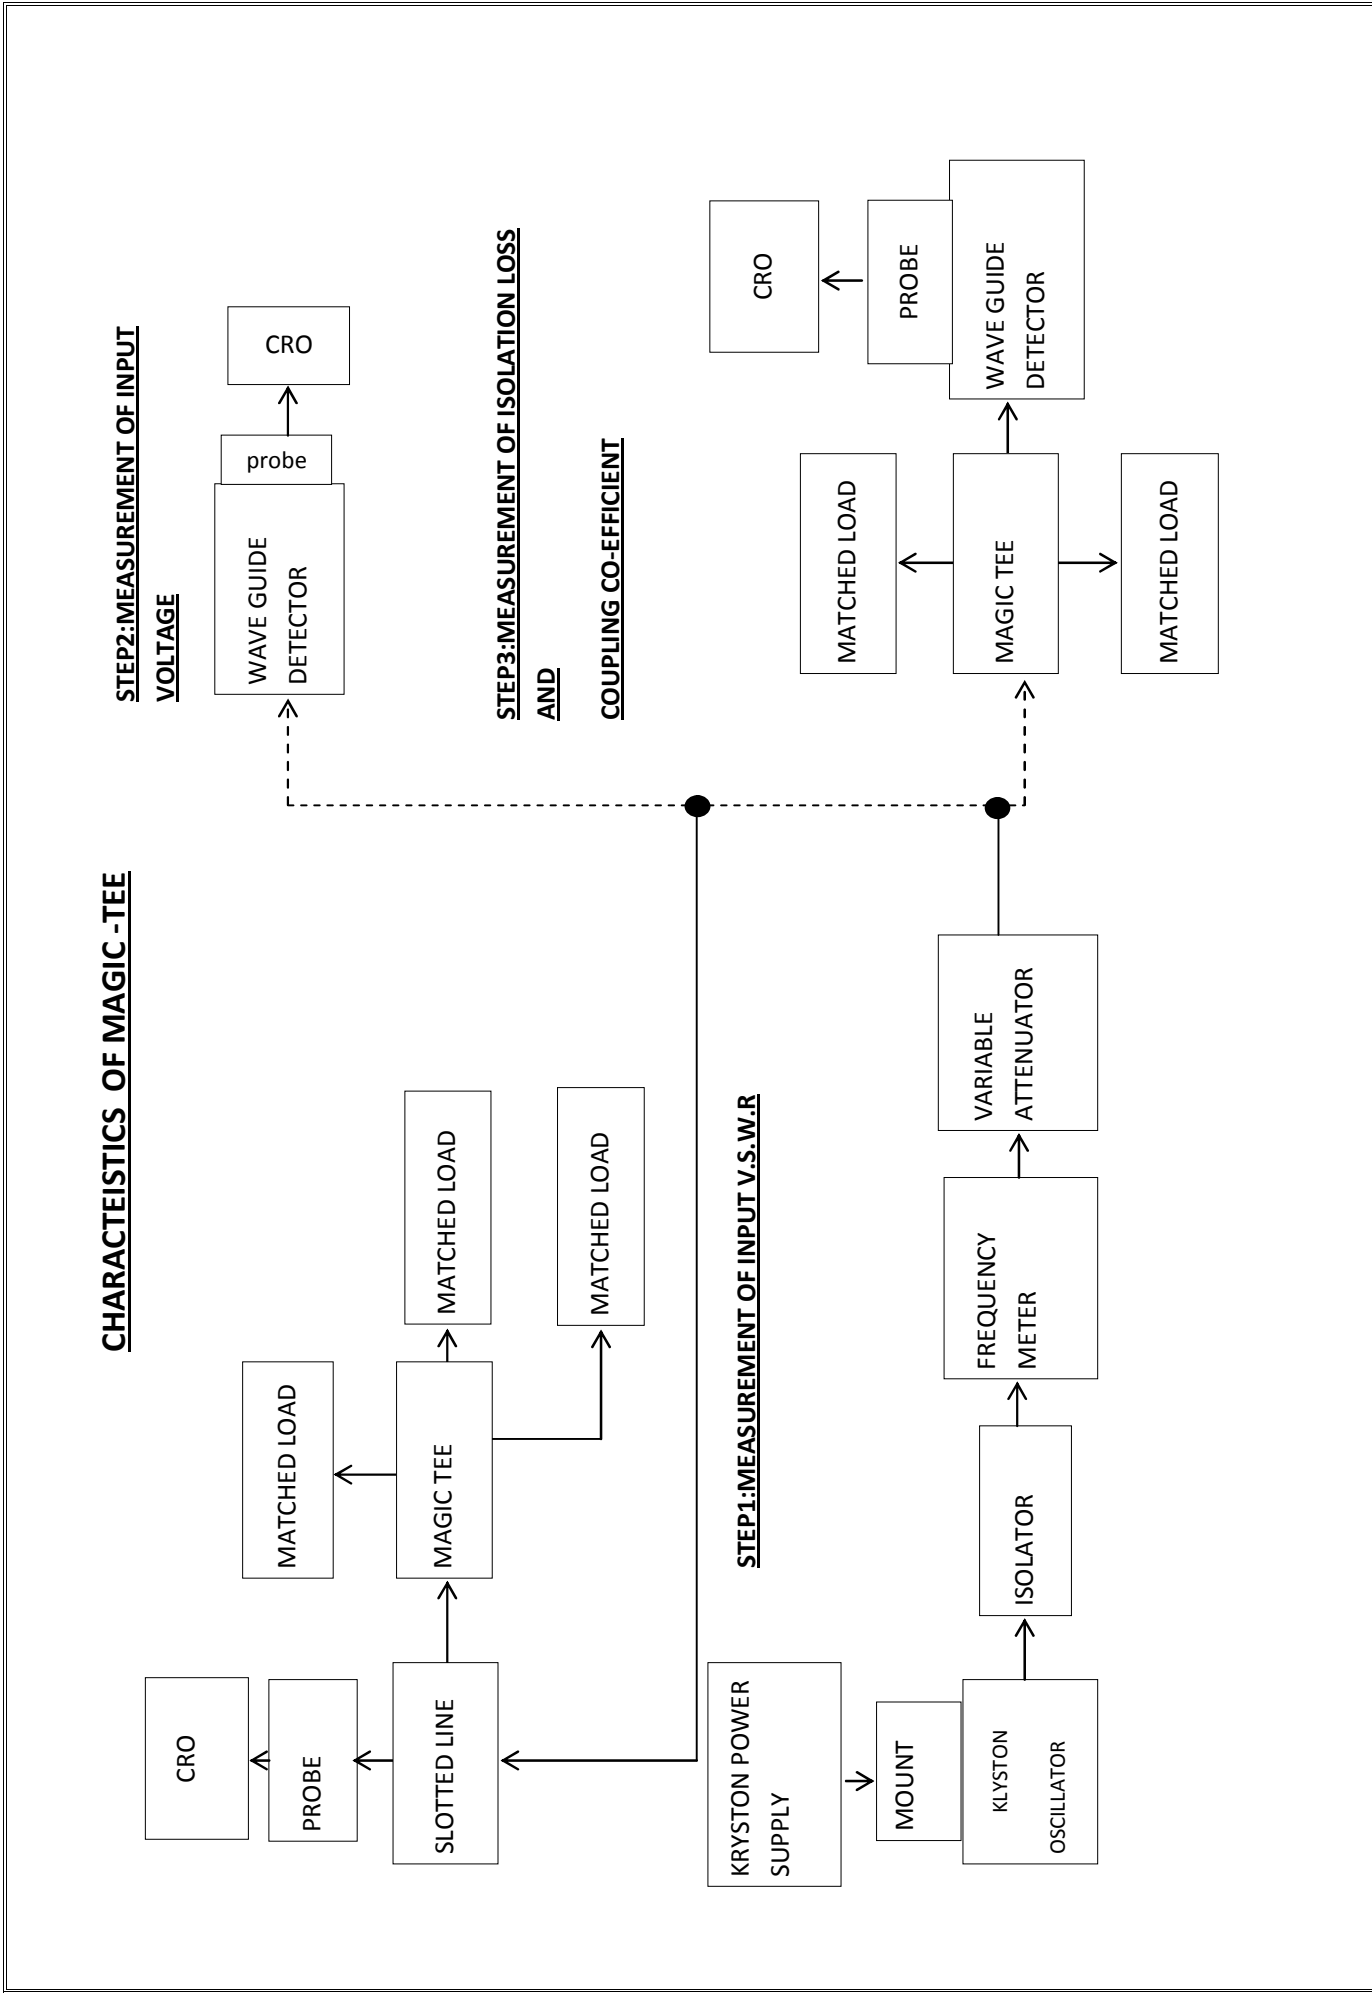 CHARACTEISTICS OF MAGIC -TEE
STEP2:MEASUREMENT OF INPUT
VOLTAGE
CRO
PROBE
SLOTTED LINE
MATCHED LOAD
MAGIC TEE
MATCHED LOAD
MATCHED LOAD
WAVE GUIDE
DETECTOR
probe
CRO
STEP3:MEASUREMENT OF ISOLATION LOSS
AND
COUPLING CO-EFFICIENT
STEP1:MEASUREMENT OF INPUT V.S.W.R
KRYSTON POWER
SUPPLY
MOUNT
KLYSTON
OSCILLATOR
ISOLATOR
FREQUENCY
METER
VARIABLE
ATTENUATOR
MATCHED LOAD
MAGIC TEE
MATCHED LOAD
CRO
PROBE
WAVE GUIDE
DETECTOR